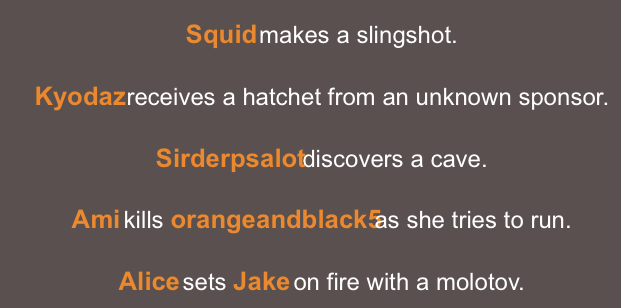 Squid makes a slingshot.
Kyodaz receives a hatchet from an unknown sponsor.
Sirderpsalot discovers a cave.
Ami kills orangeandblack5 as she tries to run.
Alice sets Jake on fire with a molotov.